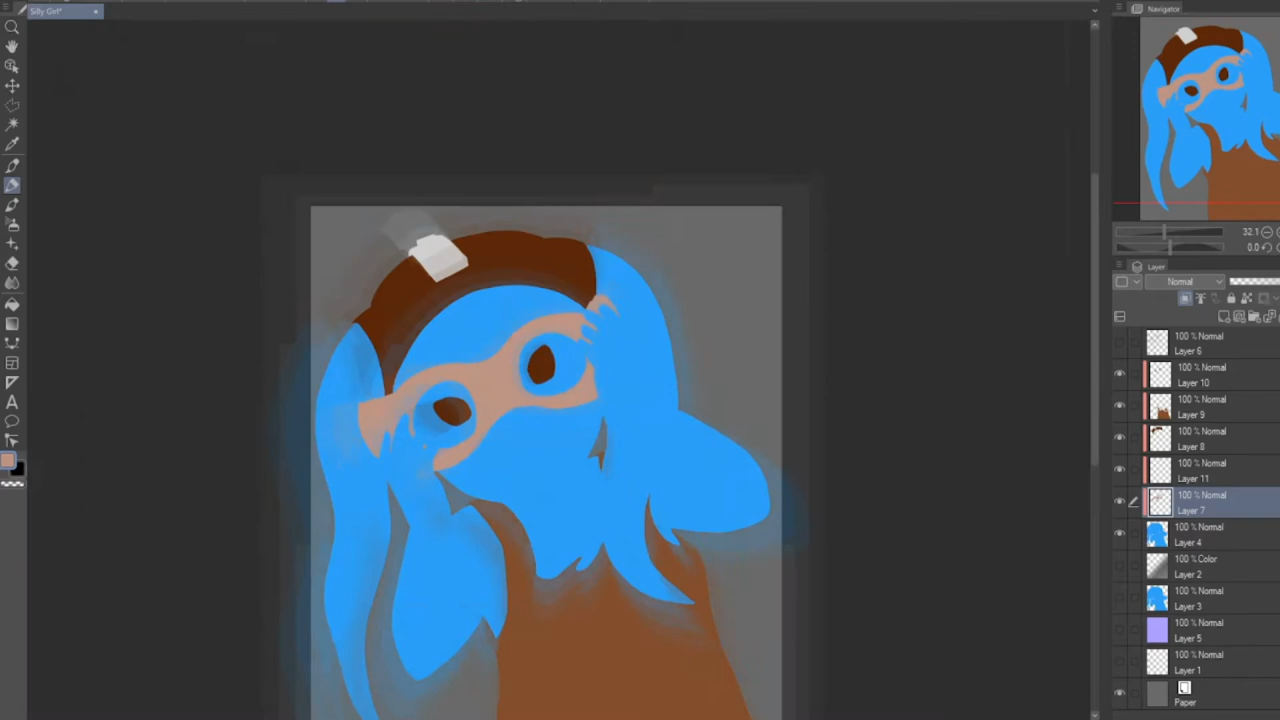 Silly Girl*
Navigator
32.1
0.0
Layer
Normal
100 % Normal
Layer 6
100 % Normal
Layer 10
100 % Normal
Layer 9
100 % Normal
Layer 8
100 % Normal
Layer 11
100 % Normal
Layer 7
100 % Normal
Layer 4
100 % Color
Layer 2
100 % Normal
Layer 3
100 % Normal
Layer 5
100 % Normal
Layer 1
Paper